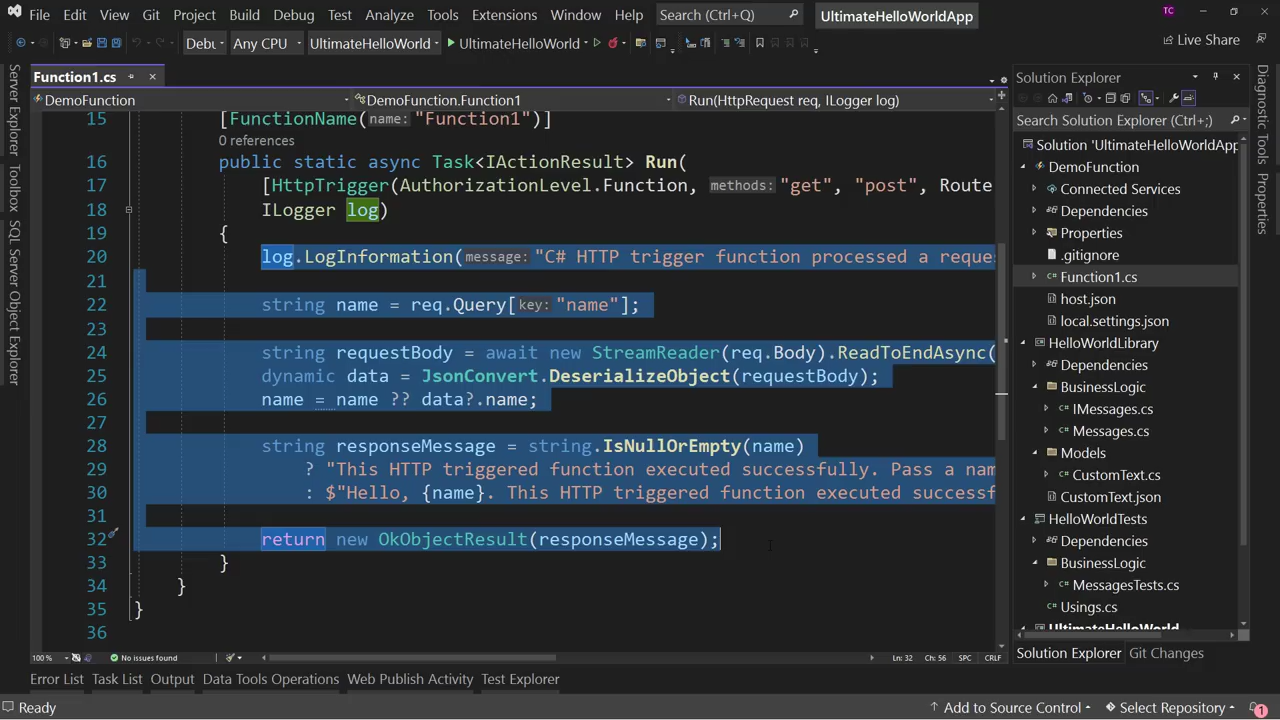 File Edit View Git Project Build Debug Test Analyze Tools Extensions Window Help Search (Ctrl+Q) UltimateHelloWorldApp TC
Debu Any CPU UltimateHelloWorld UltimateHelloWorld Live Share
Function1.cs
DemoFunction DemoFunction.Function1 Run(HttpRequest req, ILogger log)
15 [FunctionName(name: "Function1")]
0 references
16 public static async Task<IActionResult> Run(
17 [HttpTrigger(AuthorizationLevel.Function, methods: "get", "post", Route
18 ILogger log)
19 {
20 log.LogInformation(message: "C# HTTP trigger function processed a reque
21
22 string name = req.Query[key: "name"];
23
24 string requestBody = await new StreamReader(req.Body).ReadToEndAsync(
25 dynamic data = JsonConvert.DeserializeObject(requestBody);
26 name = name ?? data?.name;
27
28 string responseMessage = string.IsNullOrEmpty(name)
29 ? "This HTTP triggered function executed successfully. Pass a nam
30 : $"Hello, {name}. This HTTP triggered function executed successf
31
32 return new OkObjectResult(responseMessage);
33 }
34 }
35 }
36
100 % No issues found Ln: 32 Ch: 56 SPC CRLF
Error List Task List Output Data Tools Operations Web Publish Activity Test Explorer
Ready Add to Source Control Select Repository 1
Server Explorer
Toolbox
SQL Server Object Explorer
Solution Explorer
Search Solution Explorer (Ctrl+;)
Solution 'UltimateHelloWorldApp
DemoFunction
Connected Services
Dependencies
Properties
.gitignore
Function1.cs
host.json
local.settings.json
HelloWorldLibrary
Dependencies
BusinessLogic
IMessages.cs
Messages.cs
Models
CustomText.cs
CustomText.json
HelloWorldTests
Dependencies
BusinessLogic
MessagesTests.cs
Usings.cs
UltimateHelloWorld
Solution Explorer Git Changes
Diagnostic Tools
Properties